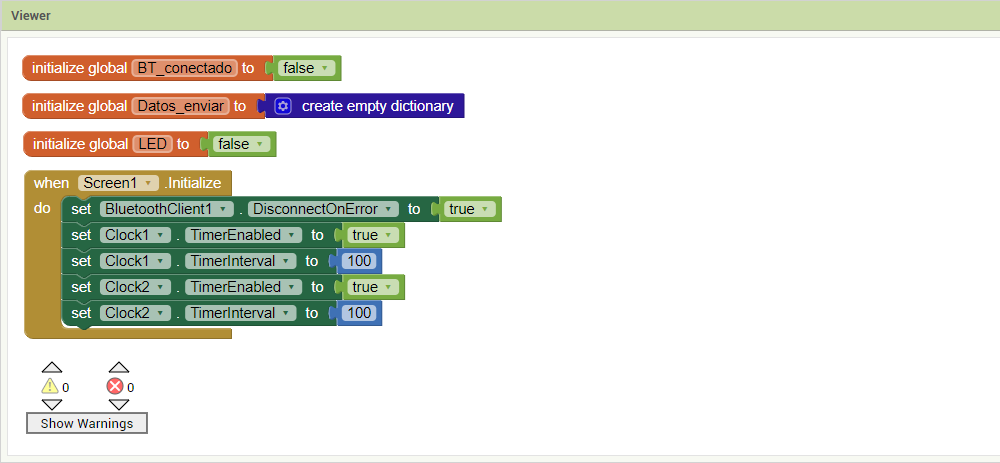 Viewer
initialize global BT_conectado to false
initialize global Datos_enviar to create empty dictionary
initialize global LED to false
when Screen1 .Initialize
do set BluetoothClient1 . DisconnectOnError to true
set Clock1 . TimerEnabled to true
set Clock1 . TimerInterval to 100
set Clock2 . TimerEnabled to true
set Clock2 . TimerInterval to 100
0 0
Show Warnings